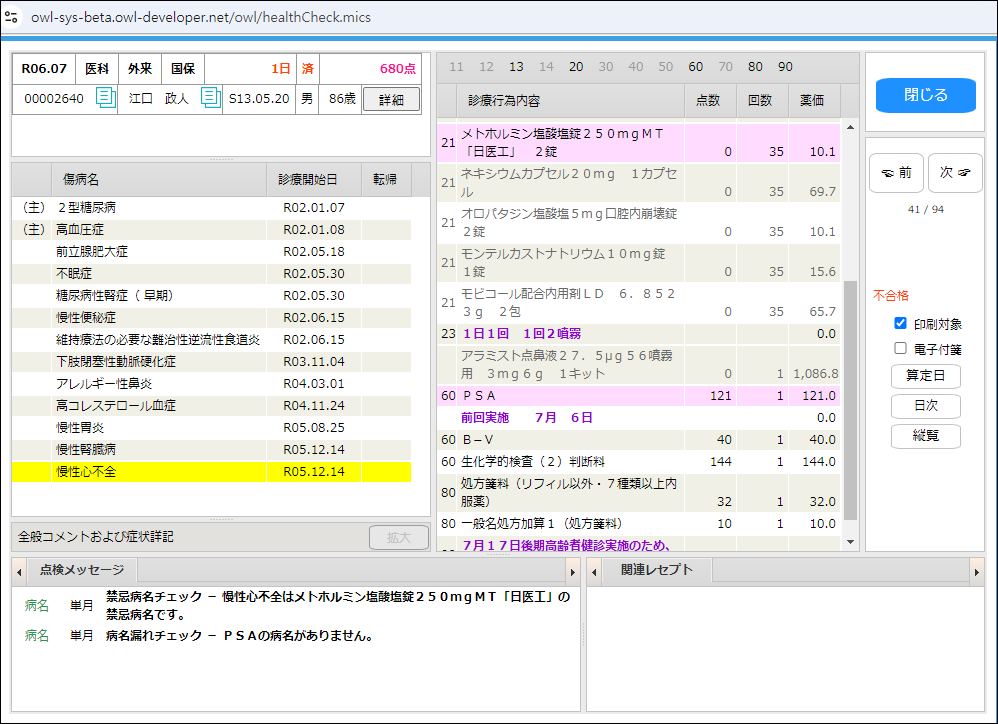 owl-sys-beta.owl-developer.net/owl/healthCheck.mics
R06.07 医科 外来 国保 1日 済 680点
00002640 江口 政人 S13.05.20 男 86歳 詳細
傷病名 診療開始日 転帰
（主） ２型糖尿病 R02.01.07
（主） 高血圧症 R02.01.08
前立腺肥大症 R02.05.18
不眠症 R02.05.30
糖尿病性腎症（ 早期） R02.05.30
慢性便秘症 R02.06.15
維持療法の必要な難治性逆流性食道炎 R02.06.15
下肢閉塞性動脈硬化症 R03.11.04
アレルギー性鼻炎 R04.03.01
高コレステロール血症 R04.11.24
慢性胃炎 R05.08.25
慢性腎臓病 R05.12.14
慢性心不全 R05.12.14
全般コメントおよび症状詳記 拡大
11 12 13 14 20 30 40 50 60 70 80 90
診療行為内容 点数 回数 薬価
21 メトホルミン塩酸塩錠２５０ｍｇＭＴ
「日医工」 ２錠 0 35 10.1
21 ネキシウムカプセル２０ｍｇ １カプセ
ル 0 35 69.7
21 オロパタジン塩酸塩５ｍｇ口腔内崩壊錠
２錠 0 35 10.1
21 モンテルカストナトリウム１０ｍｇ錠
１錠 0 35 15.6
21 モビコール配合内用剤ＬＤ ６．８５２
３ｇ ２包 0 35 65.7
23 １日１回 １回２噴霧 0.0
アラミスト点鼻液２７．５μｇ５６噴霧
用 ３ｍｇ６ｇ １キット 0 1 1,086.8
60 ＰＳＡ 121 1 121.0
前回実施 ７月 ６日 0.0
60 Ｂ－Ｖ 40 1 40.0
60 生化学的検査（２）判断料 144 1 144.0
80 処方箋料（リフィル以外・７種類以上内
服薬） 32 1 32.0
80 一般名処方加算１（処方箋料） 10 1 10.0
７月１７日後期高齢者健診実施のため、
閉じる
前 次
41 / 94
不合格
印刷対象
電子付箋
算定日
日次
縦覧
点検メッセージ
病名 単月 禁忌病名チェック － 慢性心不全はメトホルミン塩酸塩錠２５０ｍｇＭＴ「日医工」の
禁忌病名です。
病名 単月 病名漏れチェック － ＰＳＡの病名がありません。
関連レセプト